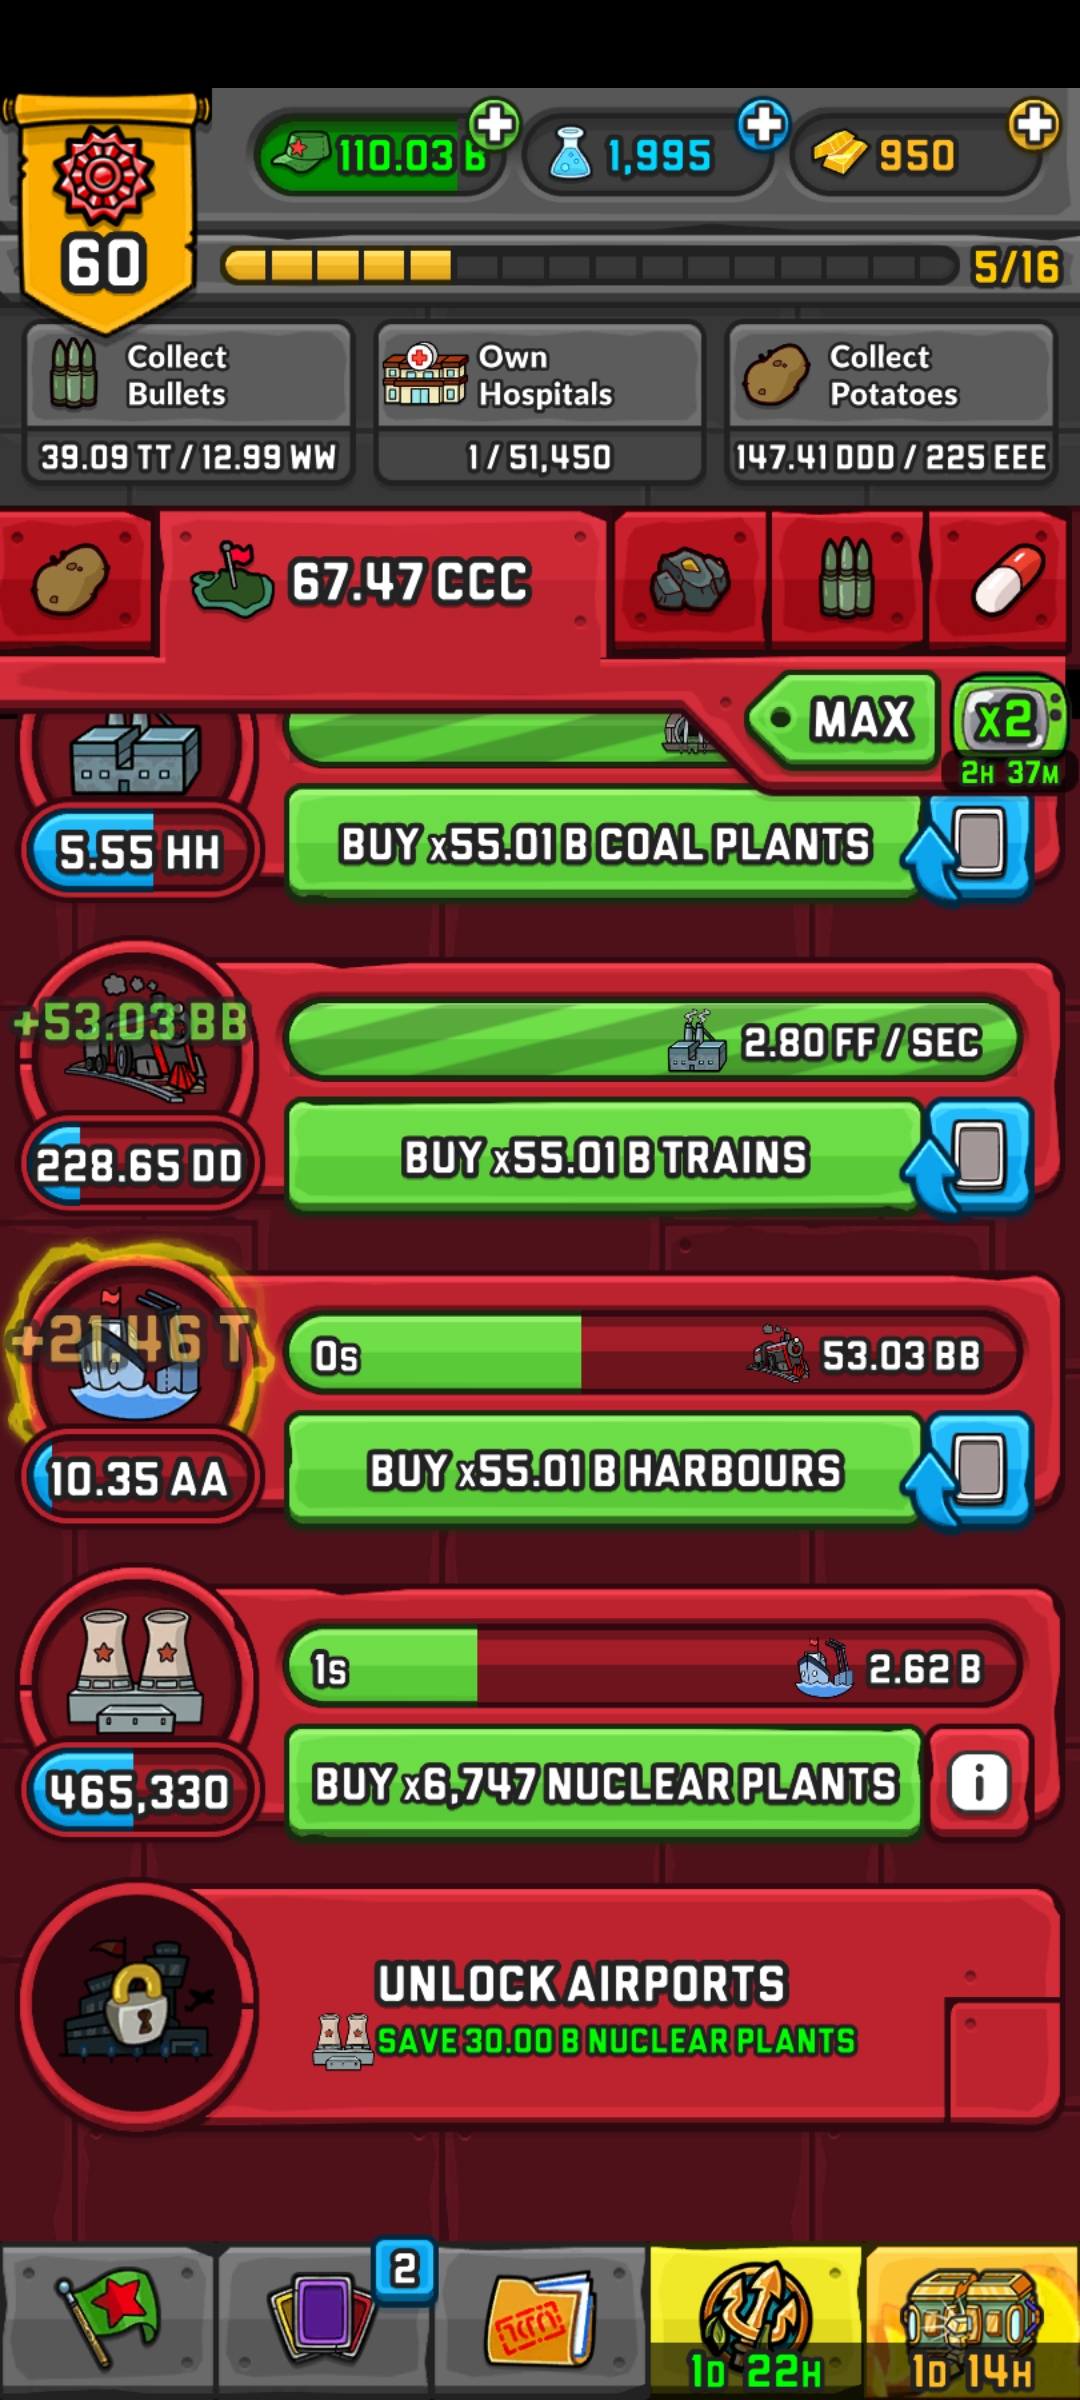 110.03 B
1,995
950
60
5/16
Collect
Bullets
39.09 TT / 12.99 WW
Own
Hospitals
1 / 51,450
Collect
Potatoes
147.41 DDD / 225 EEE
67.47 CCC
MAX
x2
2H 37M
5.55 HH
BUY x55.01 B COAL PLANTS
+53.03 BB
2.80 FF / SEC
228.65 DD
BUY x55.01 B TRAINS
+21.46 T
0s
53.03 BB
10.35 AA
BUY x55.01 B HARBOURS
1s
2.62 B
465,330
BUY x6,747 NUCLEAR PLANTS
i
UNLOCK AIRPORTS
SAVE 30.00 B NUCLEAR PLANTS
2
1D 22H
1D 14H